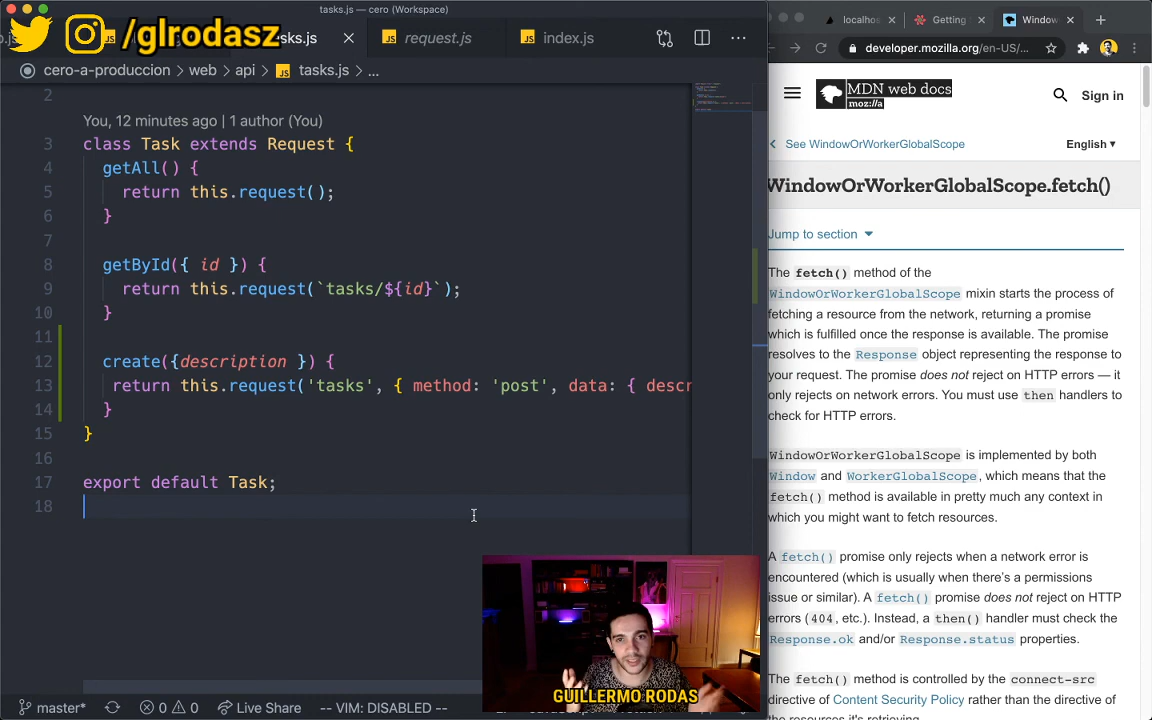 tasks.js — cero (Workspace)
/glrodasz
sks.js
request.js
index.js
cero-a-produccion > web > api > tasks.js > ...
2
You, 12 minutes ago | 1 author (You)
3 class Task extends Request {
4 getAll() {
5 return this.request();
6 }
7
8 getById({ id }) {
9 return this.request(`tasks/${id}`);
10 }
11
12 create({description }) {
13 return this.request('tasks', { method: 'post', data: { descr
14 }
15 }
16
17 export default Task;
18
GUILLERMO RODAS
master*
0 0
Live Share
-- VIM: DISABLED --
localhos
Getting
Window
developer.mozilla.org/en-US/...
MDN web docs
moz://a
Sign in
See WindowOrWorkerGlobalScope
English ▾
WindowOrWorkerGlobalScope.fetch()
Jump to section
The fetch() method of the
WindowOrWorkerGlobalScope mixin starts the process of
fetching a resource from the network, returning a promise
which is fulfilled once the response is available. The promise
resolves to the Response object representing the response to
your request. The promise does not reject on HTTP errors — it
only rejects on network errors. You must use then handlers to
check for HTTP errors.
WindowOrWorkerGlobalScope is implemented by both
Window and WorkerGlobalScope, which means that the
fetch() method is available in pretty much any context in
which you might want to fetch resources.
A fetch() promise only rejects when a network error is
encountered (which is usually when there's a permissions
issue or similar). A fetch() promise does not reject on HTTP
errors (404, etc.). Instead, a then() handler must check the
Response.ok and/or Response.status properties.
The fetch() method is controlled by the connect-src
directive of Content Security Policy rather than the directive of
the resources it's retrieving.